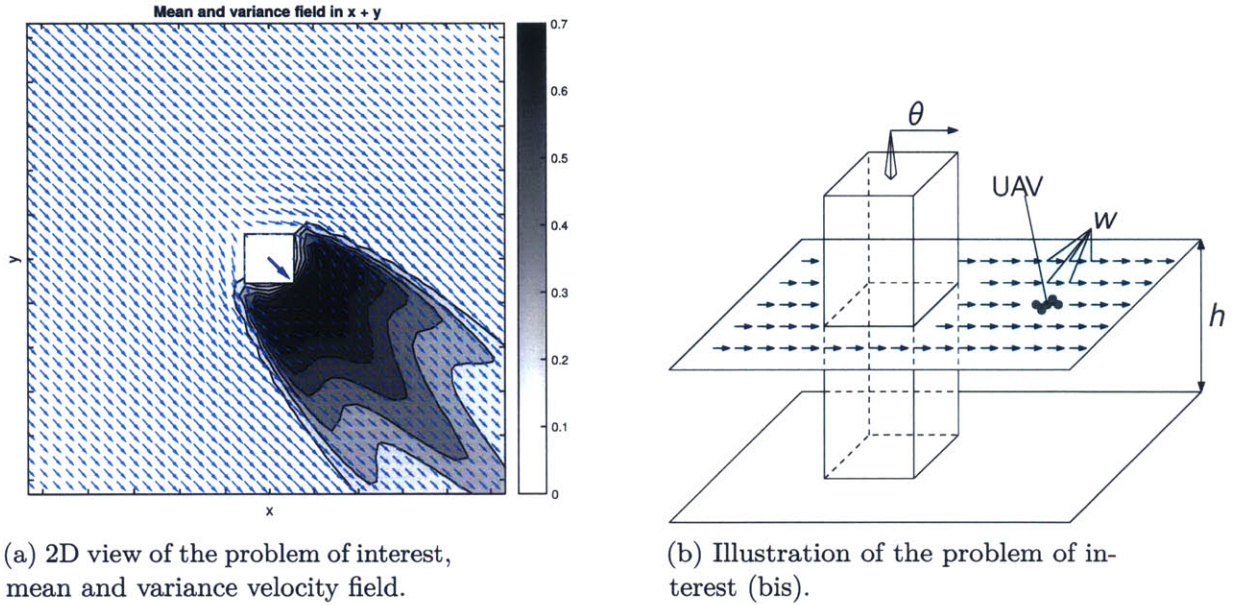 Mean and variance field in x + y
0.7
0.6
0.5
0.4
0.3
0.2
0.1
0
y
x
θ
UAV
w
h
(a) 2D view of the problem of interest,
mean and variance velocity field.
(b) Illustration of the problem of in-
terest (bis).